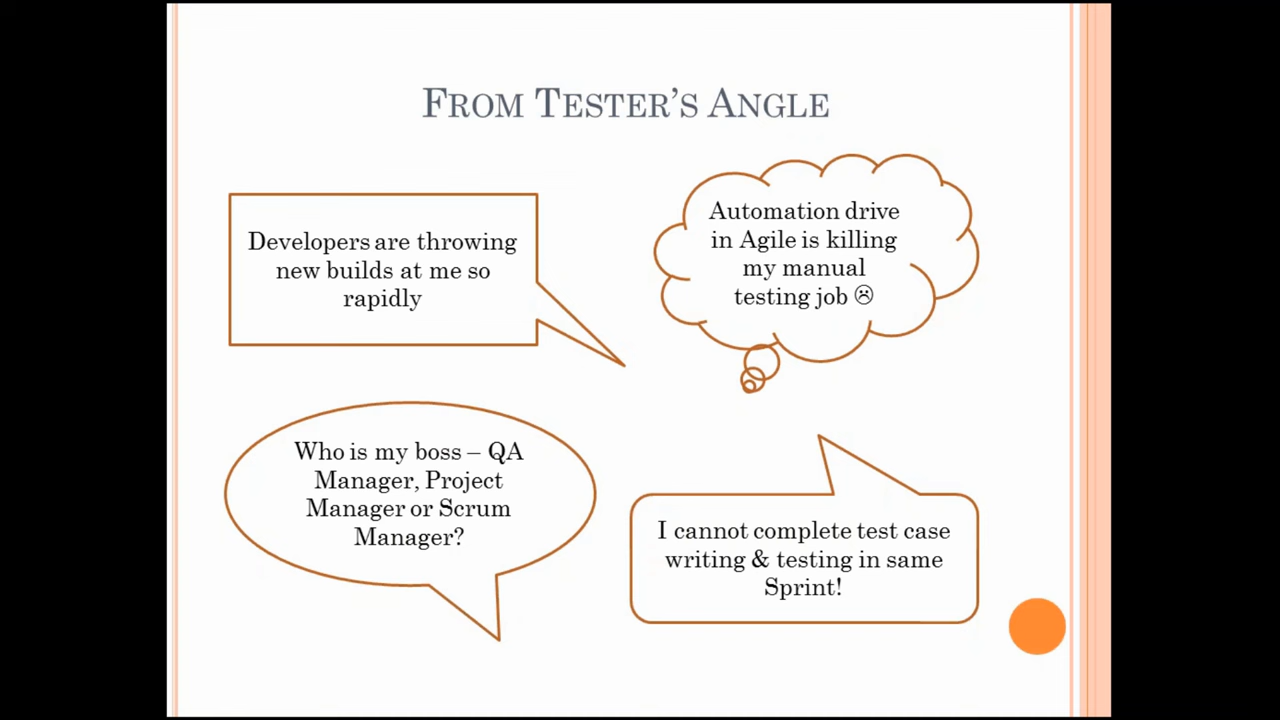 FROM TESTER'S ANGLE
Developers are throwing
new builds at me so
rapidly
Automation drive
in Agile is killing
my manual
testing job ☹
Who is my boss – QA
Manager, Project
Manager or Scrum
Manager?
I cannot complete test case
writing & testing in same
Sprint!